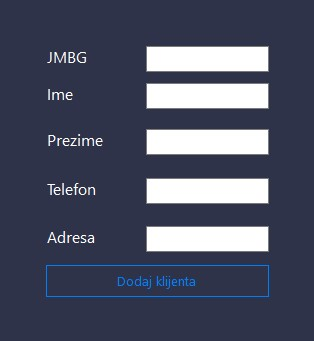 JMBG
Ime
Prezime
Telefon
Adresa
Dodaj klijenta